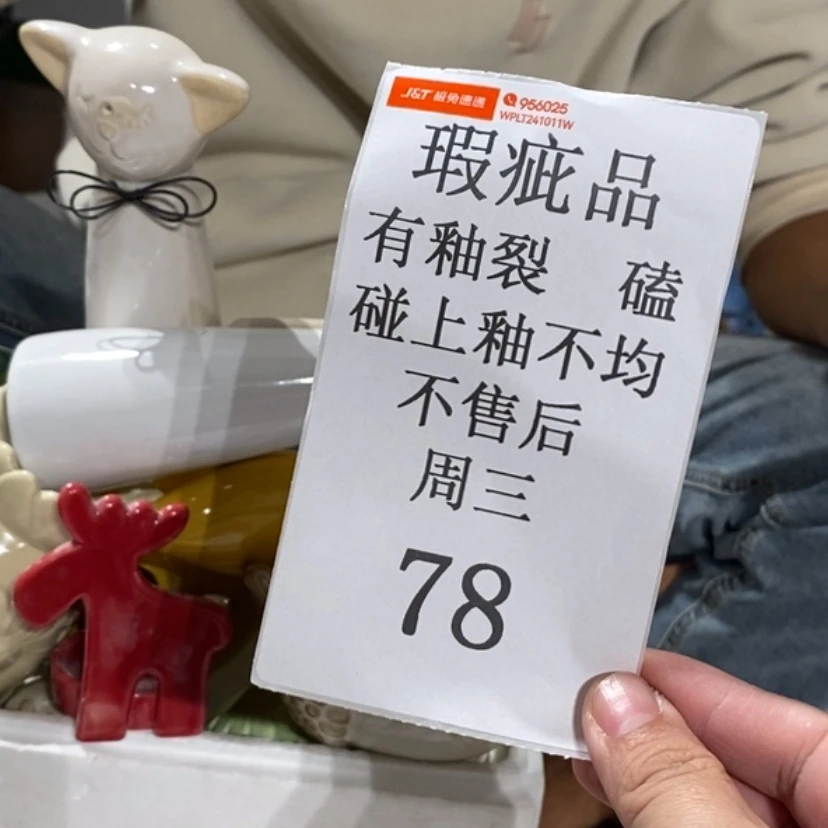 J&T 极兔速递
956025
WPLT241011W
瑕疵品
有釉裂 磕
碰上釉不均
不售后
周三
78